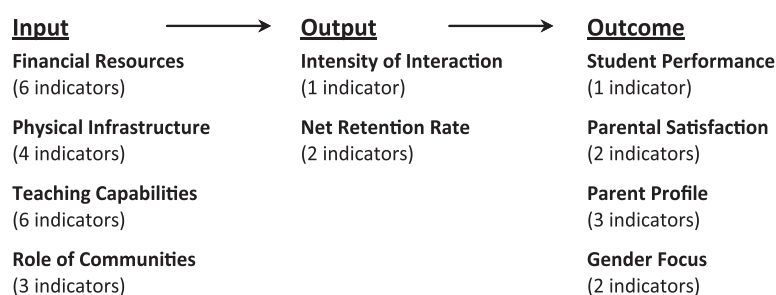 Input
Financial Resources
(6 indicators)
Physical Infrastructure
(4 indicators)
Teaching Capabilities
(6 indicators)
Role of Communities
(3 indicators)
Output
Intensity of Interaction
(1 indicator)
Net Retention Rate
(2 indicators)
Outcome
Student Performance
(1 indicator)
Parental Satisfaction
(2 indicators)
Parent Profile
(3 indicators)
Gender Focus
(2 indicators)